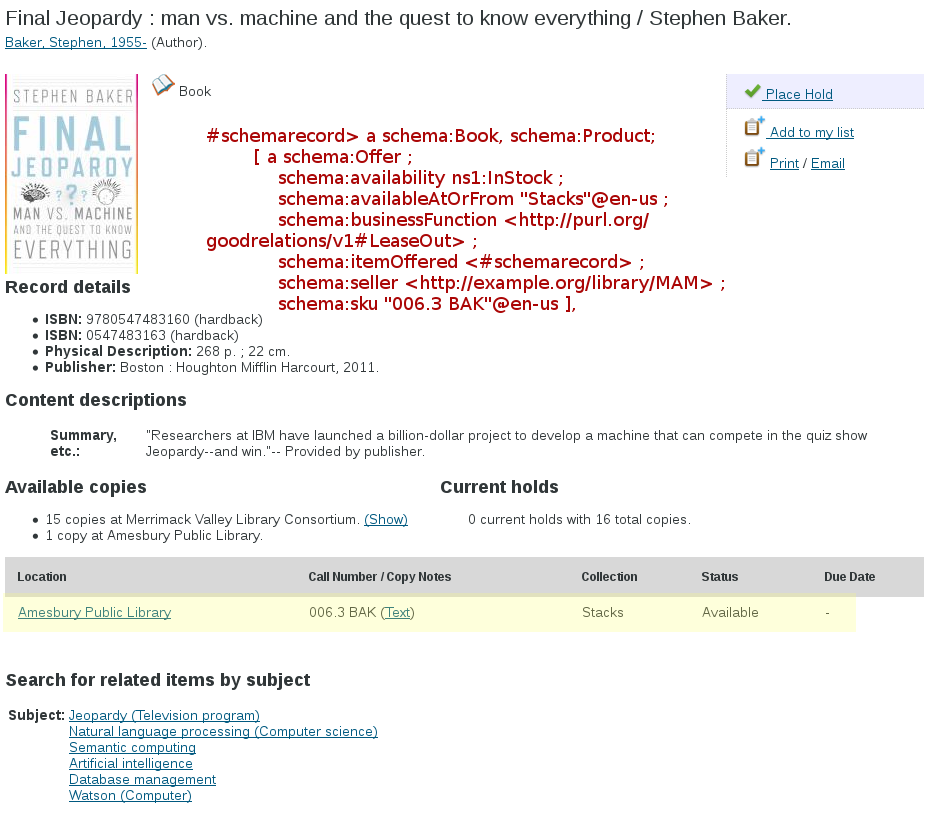 Final Jeopardy : man vs. machine and the quest to know everything / Stephen Baker.
Baker, Stephen, 1955- (Author).
STEPHEN BAKER
FINAL
JEOPARDY
???
MAN VS. MACHINE
AND THE QUEST TO KNOW
EVERYTHING
Book
#schemarecord> a schema:Book, schema:Product;
[ a schema:Offer ;
schema:availability ns1:InStock ;
schema:availableAtOrFrom "Stacks"@en-us ;
schema:businessFunction <http://purl.org/
goodrelations/v1#LeaseOut> ;
schema:itemOffered <#schemarecord> ;
schema:seller <http://example.org/library/MAM> ;
schema:sku "006.3 BAK"@en-us ],
Place Hold
Add to my list
Print / Email
Record details
• ISBN: 9780547483160 (hardback)
• ISBN: 0547483163 (hardback)
• Physical Description: 268 p. ; 22 cm.
• Publisher: Boston : Houghton Mifflin Harcourt, 2011.
Content descriptions
Summary, etc.: "Researchers at IBM have launched a billion-dollar project to develop a machine that can compete in the quiz show
Jeopardy--and win."-- Provided by publisher.
Available copies
• 15 copies at Merrimack Valley Library Consortium. (Show)
• 1 copy at Amesbury Public Library.
Current holds
0 current holds with 16 total copies.
Location Call Number / Copy Notes Collection Status Due Date
Amesbury Public Library 006.3 BAK (Text) Stacks Available -
Search for related items by subject
Subject: Jeopardy (Television program)
Natural language processing (Computer science)
Semantic computing
Artificial intelligence
Database management
Watson (Computer)